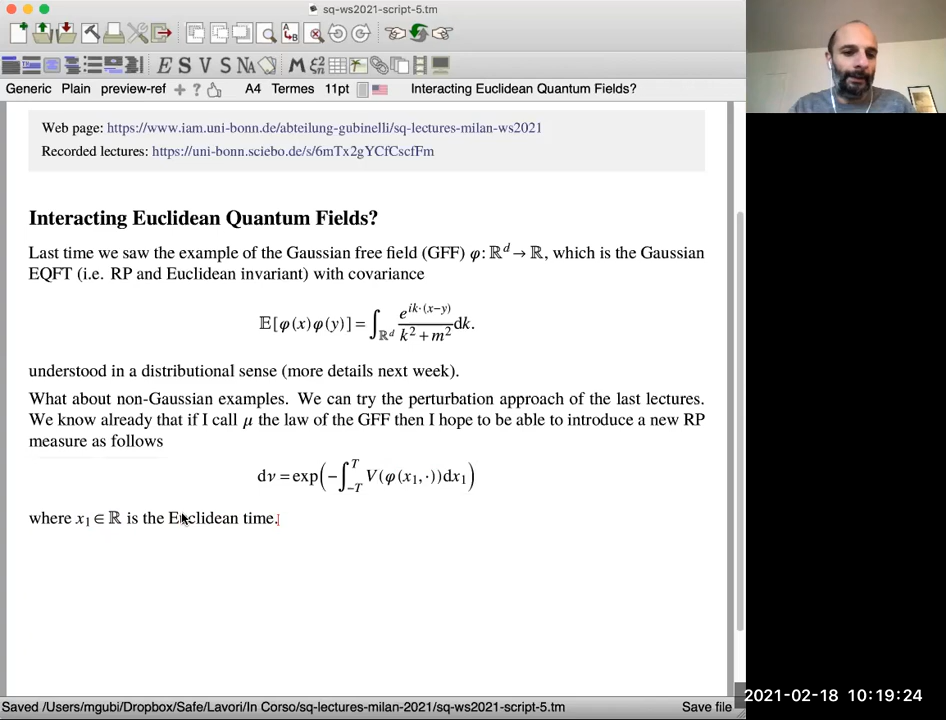 sq-ws2021-script-5.tm
E S V S NA M
Generic Plain preview-ref + ? A4 Termes 11pt Interacting Euclidean Quantum Fields?
Web page: https://www.iam.uni-bonn.de/abteilung-gubinelli/sq-lectures-milan-ws2021
Recorded lectures: https://uni-bonn.sciebo.de/s/6mTx2gYCfCscfFm
Interacting Euclidean Quantum Fields?
Last time we saw the example of the Gaussian free field (GFF) φ: ℝ^d → ℝ, which is the Gaussian
EQFT (i.e. RP and Euclidean invariant) with covariance
𝔼[φ(x)φ(y)] = ∫_{ℝ^d} e^{ik·(x−y)}/(k²+m²) dk.
understood in a distributional sense (more details next week).
What about non-Gaussian examples. We can try the perturbation approach of the last lectures.
We know already that if I call μ the law of the GFF then I hope to be able to introduce a new RP
measure as follows
dν = exp(−∫_{−T}^{T} V(φ(x₁,·))dx₁)
where x₁ ∈ ℝ is the Euclidean time.
Saved /Users/mgubi/Dropbox/Safe/Lavori/In Corso/sq-lectures-milan-2021/sq-ws2021-script-5.tm Save file
2021-02-18 10:19:24